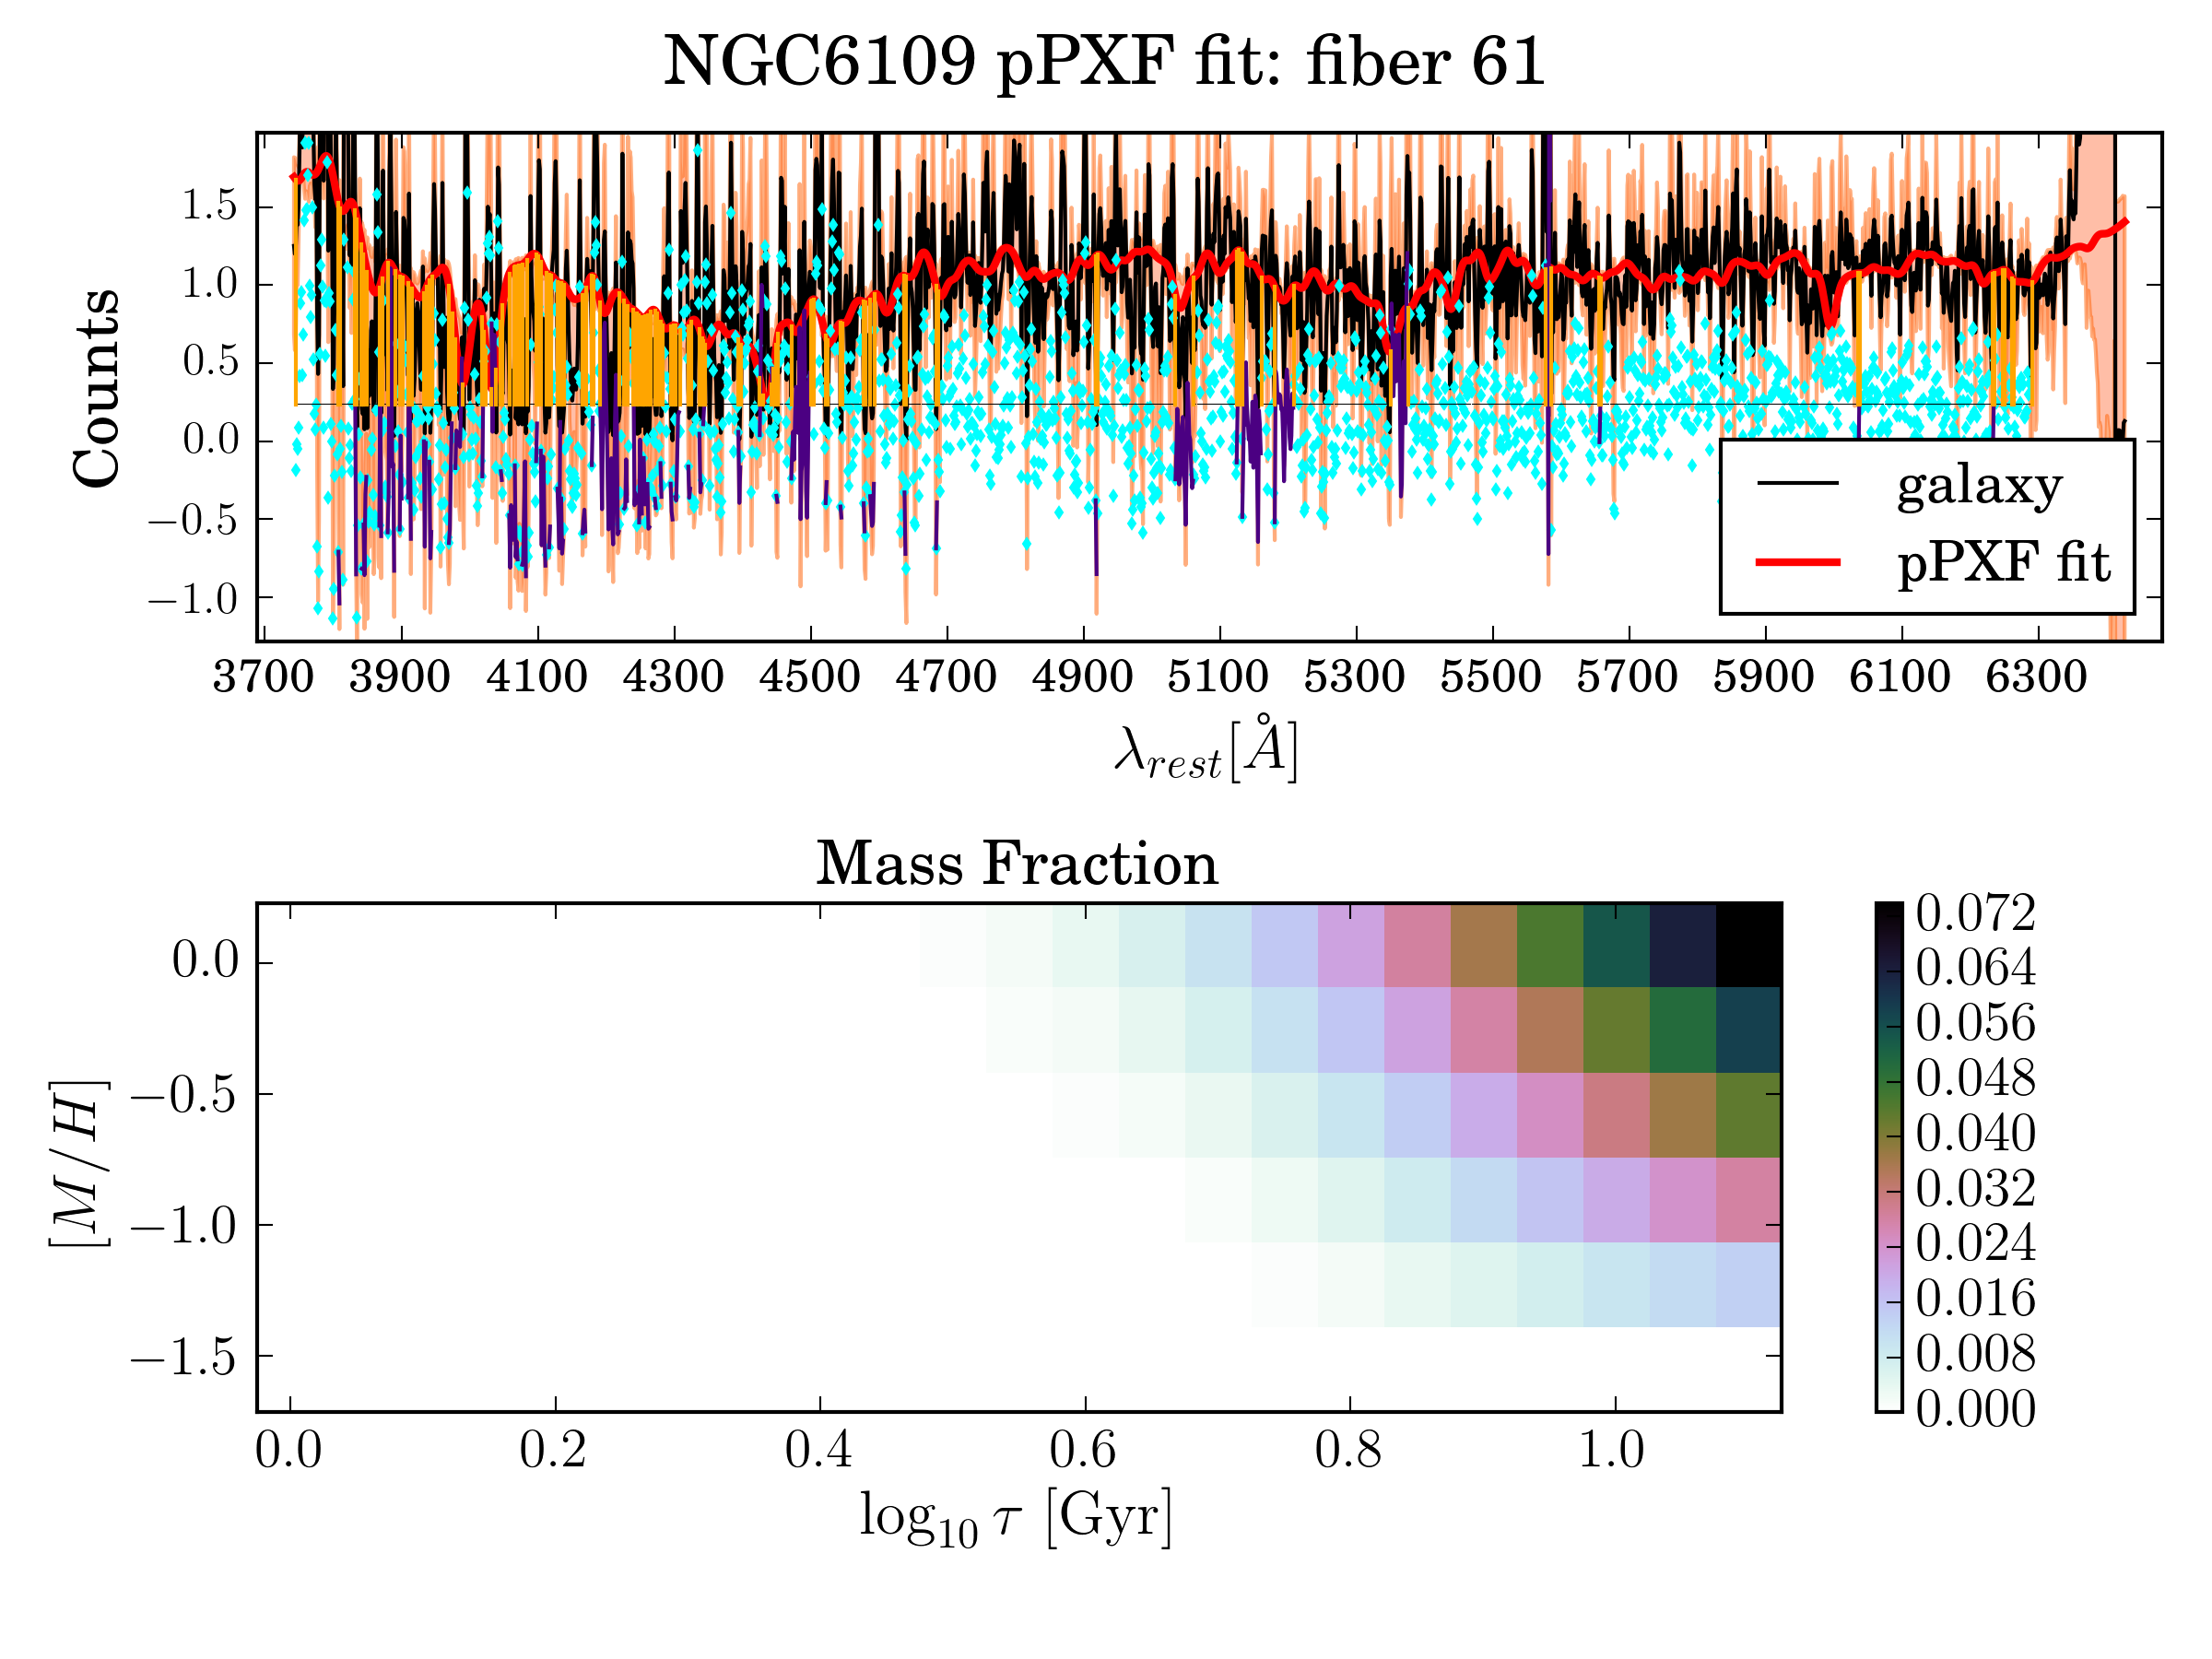 NGC6109 pPXF fit: fiber 61
Counts
1.5
1.0
0.5
0.0
−0.5
−1.0
galaxy
pPXF fit
3700 3900 4100 4300 4500 4700 4900 5100 5300 5500 5700 5900 6100 6300
λrest[Å]
Mass Fraction
[M/H]
0.0
−0.5
−1.0
−1.5
0.0 0.2 0.4 0.6 0.8 1.0
log10 τ [Gyr]
0.072
0.064
0.056
0.048
0.040
0.032
0.024
0.016
0.008
0.000